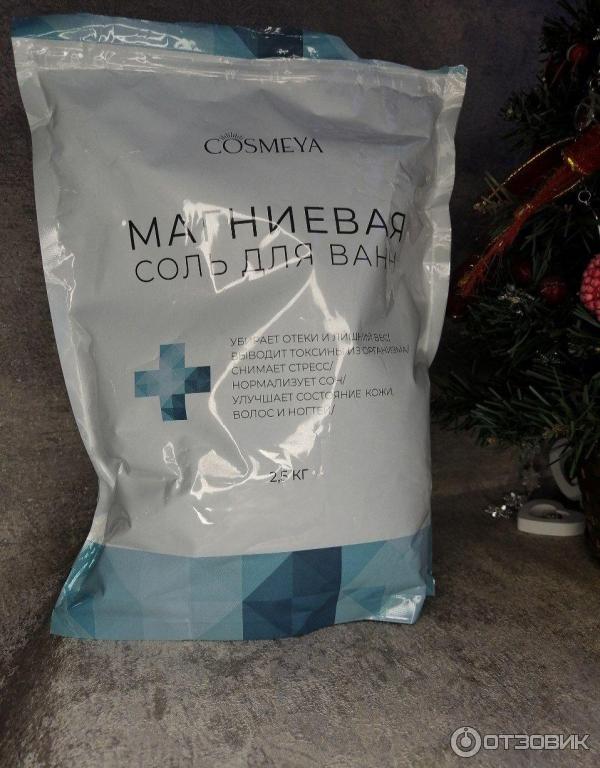 COSMEYA
МАГНИЕВАЯ
СОЛЬ ДЛЯ ВАНН
УБИРАЕТ ОТЕКИ И ЛИШНИЙ ВЕС/
ВЫВОДИТ ТОКСИНЫ ИЗ ОРГАНИЗМА/
СНИМАЕТ СТРЕСС/
НОРМАЛИЗУЕТ СОН/
УЛУЧШАЕТ СОСТОЯНИЕ КОЖИ,
ВОЛОС И НОГТЕЙ/
2,5 КГ
ОТЗОВИК